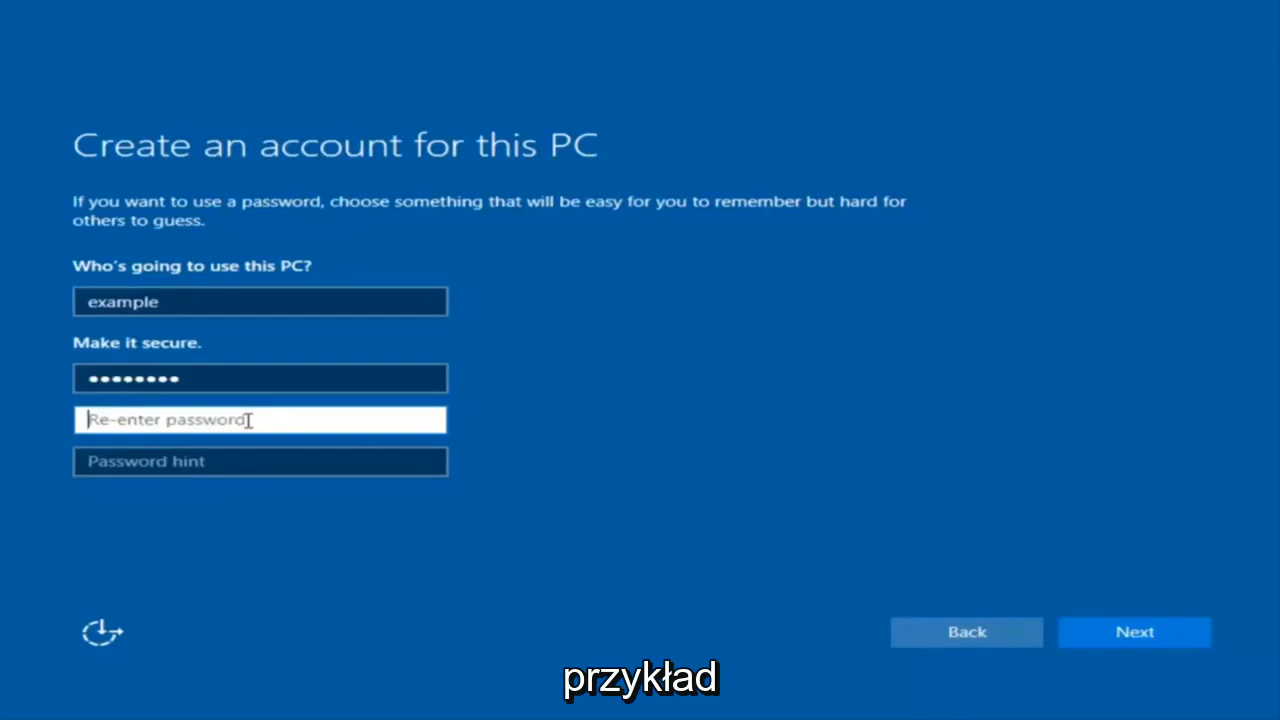 Create an account for this PC
If you want to use a password, choose something that will be easy for you to remember but hard for
others to guess.
Who's going to use this PC?
example
Make it secure.
••••••••
Re-enter password
Password hint
Back
Next
przykład